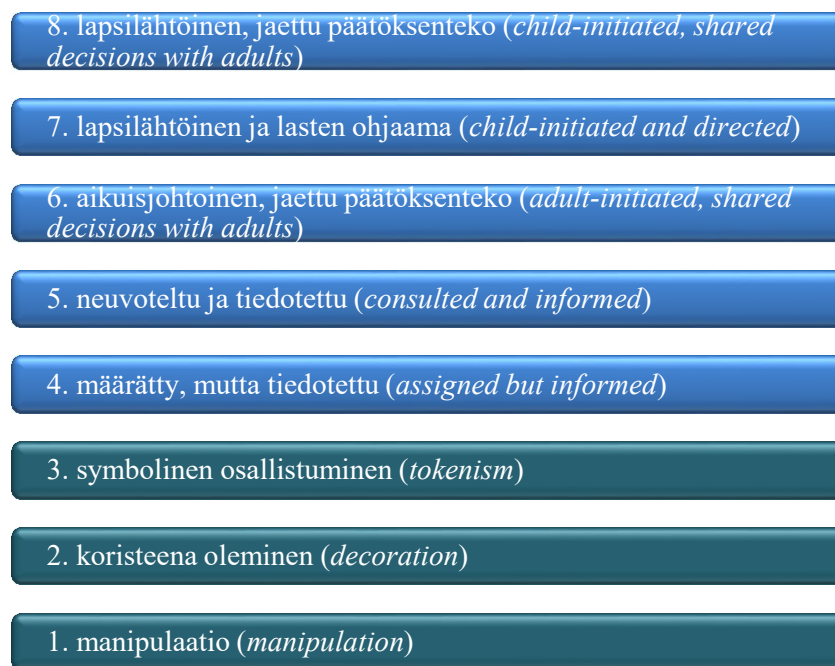 8. lapsilähtöinen, jaettu päätöksenteko (child-initiated, shared
decisions with adults)
7. lapsilähtöinen ja lasten ohjaama (child-initiated and directed)
6. aikuisjohtoinen, jaettu päätöksenteko (adult-initiated, shared
decisions with adults)
5. neuvoteltu ja tiedotettu (consulted and informed)
4. määrätty, mutta tiedotettu (assigned but informed)
3. symbolinen osallistuminen (tokenism)
2. koristeena oleminen (decoration)
1. manipulaatio (manipulation)